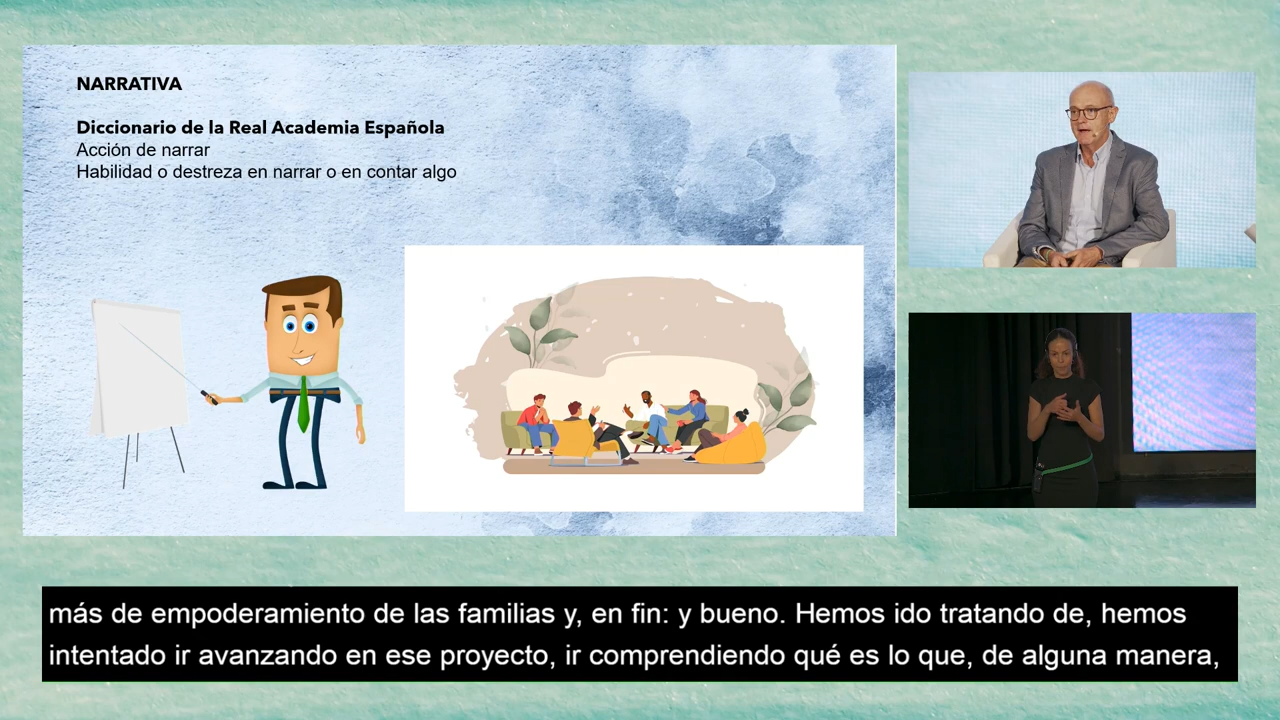 NARRATIVA
Diccionario de la Real Academia Española
Acción de narrar
Habilidad o destreza en narrar o en contar algo
más de empoderamiento de las familias y, en fin: y bueno. Hemos ido tratando de, hemos
intentado ir avanzando en ese proyecto, ir comprendiendo qué es lo que, de alguna manera,